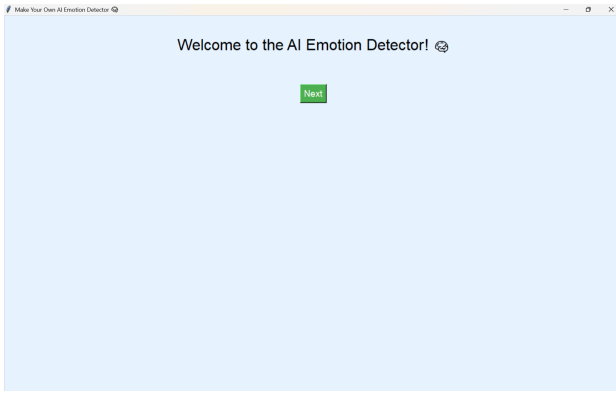 Make Your Own AI Emotion Detector
Welcome to the AI Emotion Detector!
Next